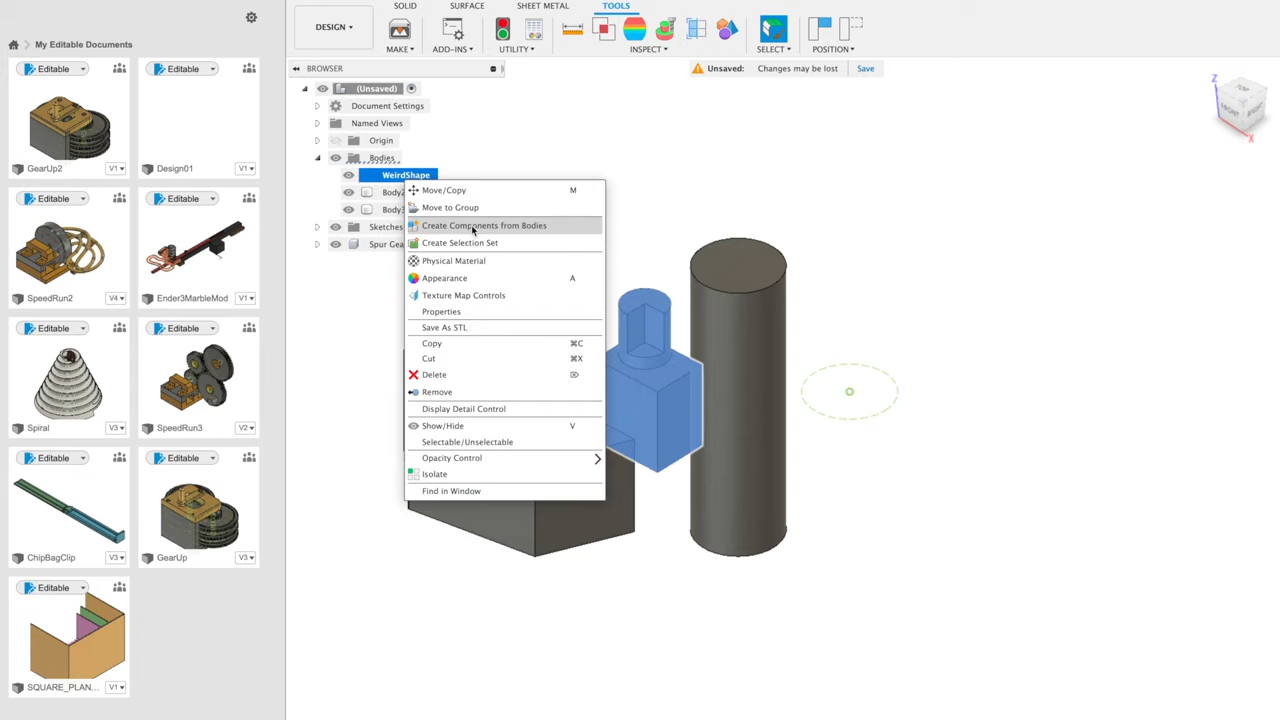 SOLID SURFACE SHEET METAL TOOLS
DESIGN▾
MAKE▾ ADD-INS▾ UTILITY▾ INSPECT▾ SELECT▾ POSITION▾
My Editable Documents
BROWSER
Unsaved: Changes may be lost Save
Editable
GearUp2 V1
Design01 V1
Editable Editable
SpeedRun2 V4
Ender3MarbleMod V1
Editable Editable
Spiral V3
SpeedRun3 V2
Editable Editable
ChipBagClip V3
GearUp V3
Editable
SQUARE_PLAN... V1
(Unsaved)
Document Settings
Named Views
Origin
Bodies
WeirdShape
Body2
Body3
Sketches
Spur Gea
Move/Copy M
Move to Group
Create Components from Bodies
Create Selection Set
Physical Material
Appearance A
Texture Map Controls
Properties
Save As STL
Copy ⌘C
Cut ⌘X
Delete ⌦
Remove
Display Detail Control
Show/Hide V
Selectable/Unselectable
Opacity Control
Isolate
Find in Window
Z
FRONT
X